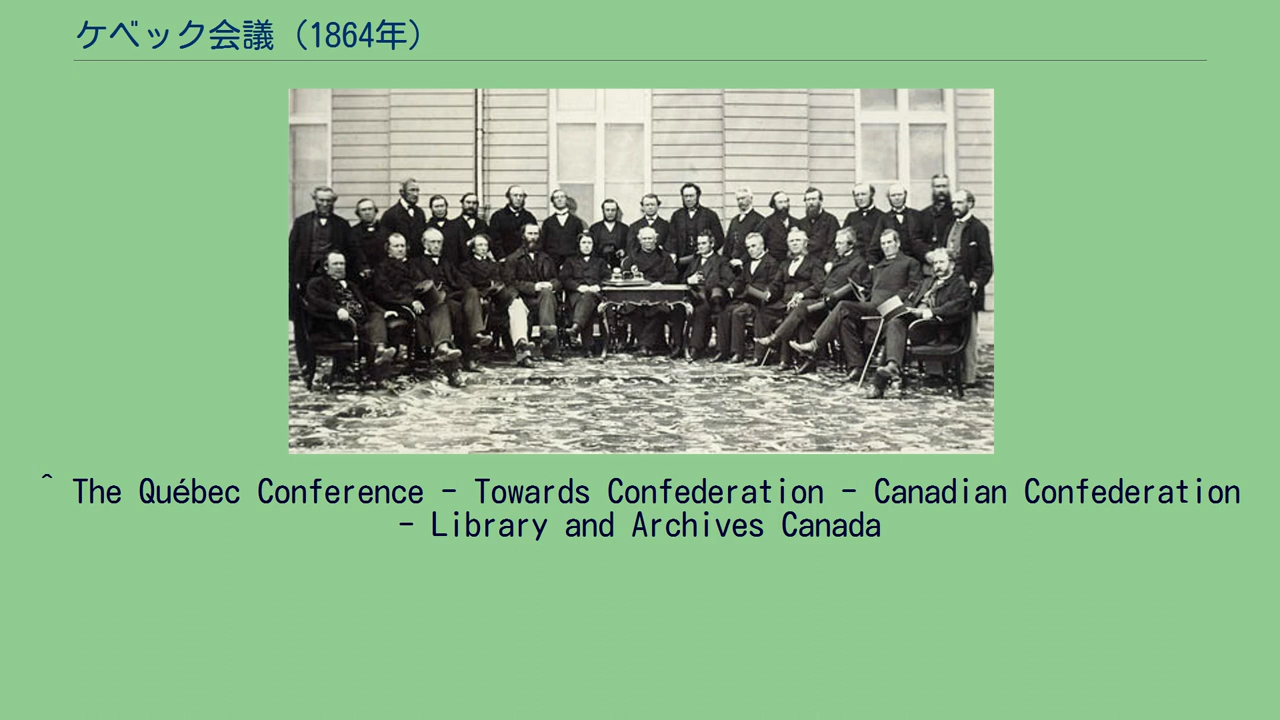 ケベック会議（1864年）
^ The Québec Conference - Towards Confederation - Canadian Confederation
- Library and Archives Canada